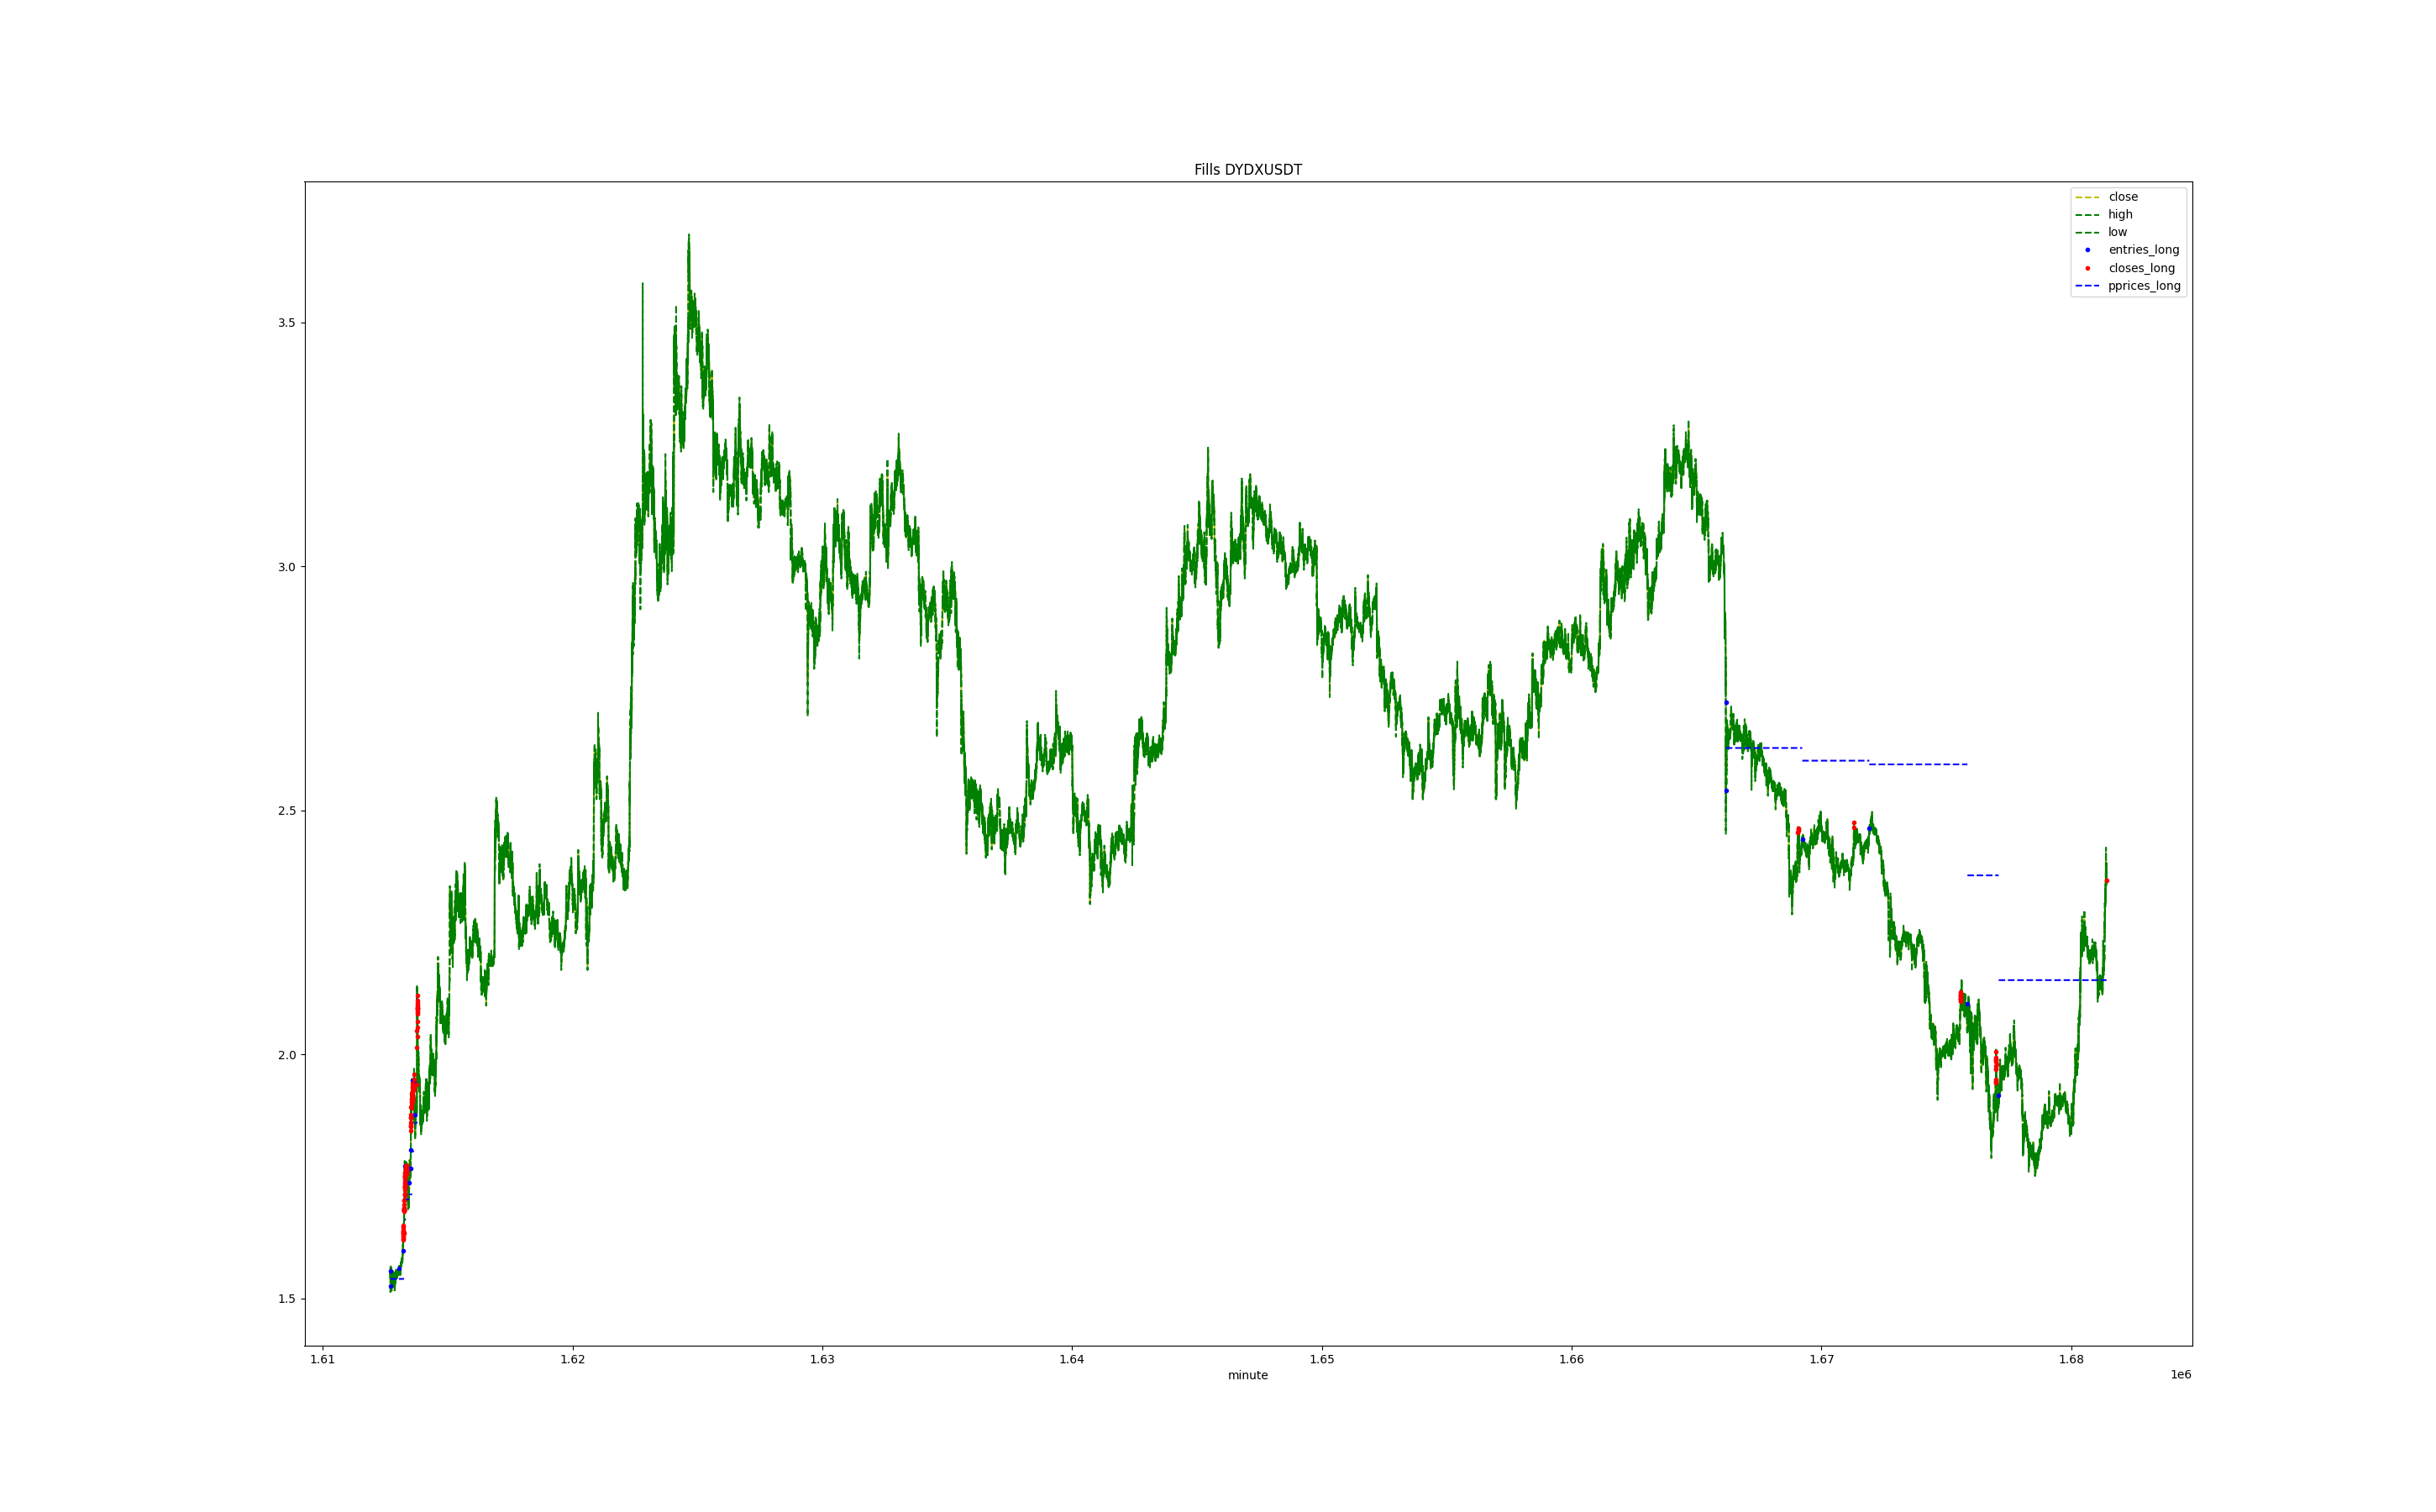 Fills DYDXUSDT
close
high
low
entries_long
closes_long
pprices_long
3.5
3.0
2.5
2.0
1.5
1.61 1.62 1.63 1.64 1.65 1.66 1.67 1.68
minute
1e6